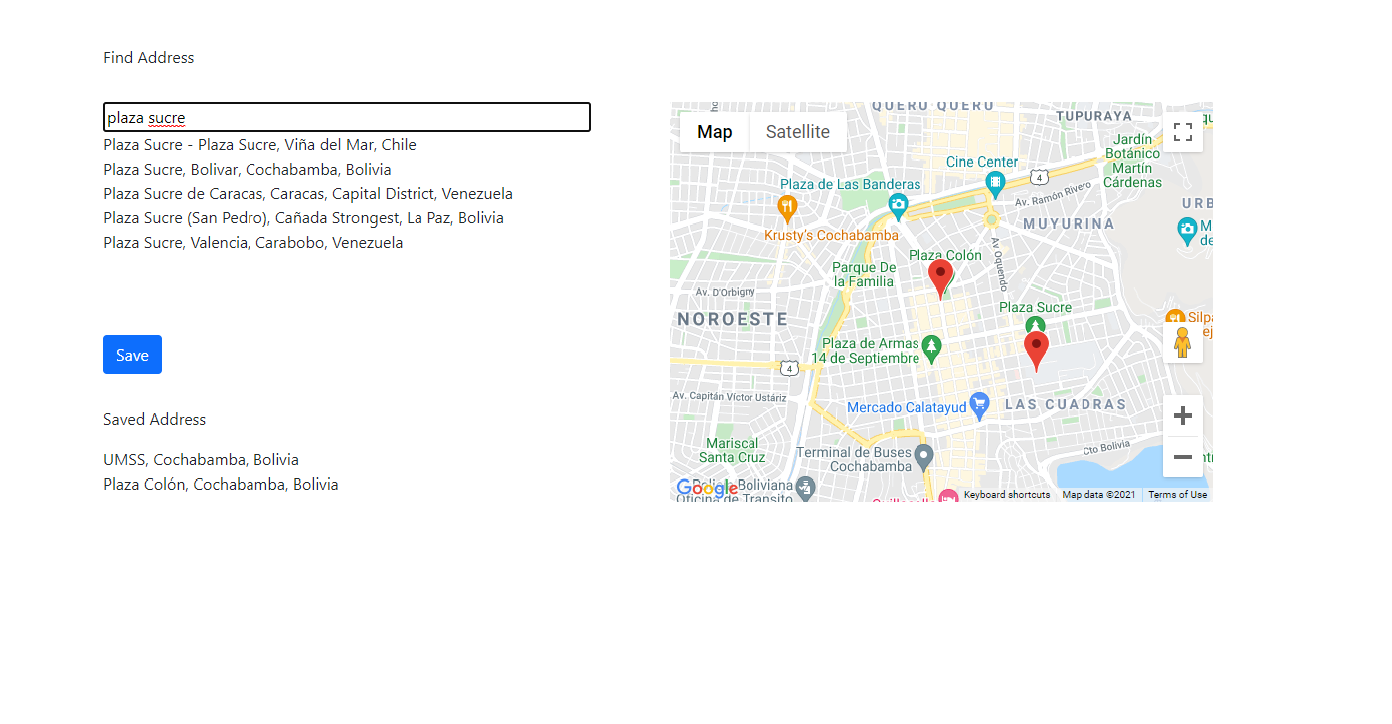 Find Address
plaza sucre
Plaza Sucre - Plaza Sucre, Viña del Mar, Chile
Plaza Sucre, Bolivar, Cochabamba, Bolivia
Plaza Sucre de Caracas, Caracas, Capital District, Venezuela
Plaza Sucre (San Pedro), Cañada Strongest, La Paz, Bolivia
Plaza Sucre, Valencia, Carabobo, Venezuela
Save
Saved Address
UMSS, Cochabamba, Bolivia
Plaza Colón, Cochabamba, Bolivia
QUERU QUERU
TUPURAYA
Map
Satellite
Jardín
Botánico
Martín
Cárdenas
Cine Center
4
Plaza de Las Banderas
Av. Ramón Rivero
URB
MUYURINA
Krusty's Cochabamba
M
de
Av Oquendo
Plaza Colón
Parque De
la Familia
Av. D'Orbigny
Plaza Sucre
NOROESTE
Silpa
Plaza de Armas
14 de Septiembre
4
Av. Capitán Víctor Ustáriz
Mercado Calatayud
LAS CUADRAS
Mariscal
Santa Cruz
Terminal de Buses
Cochabamba
Cto Bolivia
Google
Policia Boliviana
Oficina de Transito
Keyboard shortcuts
Map data ©2021
Terms of Use